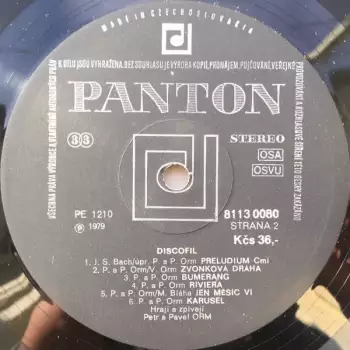 MADE IN CZECHOSLOVAKIA
K DÍLU JSOU VYHRAŽENA. BEZ SOUHLASU JE VÝROBA KOPIÍ, PRONÁJEM, PŮJČOVÁNÍ, VEŘEJNÉ
PROVOZOVÁNÍ A ROZHLASOVÉ ŠÍŘENÍ TÉTO DESKY ZAKÁZÁNO
VŠECHNA PRÁVA VÝROBCE A VLASTNÍKŮ AUTORSKÝCH PRÁV
PANTON
33
STEREO
OSA
OSVU
PE 1210
8113 0080
℗ 1979
STRANA 2
Kčs 36,-
DISCOFIL
1. J. S. Bach/úpr. P. a P. Orm PRELUDIUM Cmi
2. P. a P. Orm/V. Orm ZVONKOVÁ DRÁHA
3. P. a P. Orm BUMERANG
4. P. a P. Orm RIVIERA
5. P. a P. Orm/M. Bláha JEN MĚSÍC VÍ
6. P. a P. Orm KARUSEL
Hrají a zpívejí
Petr a Pavel ORM